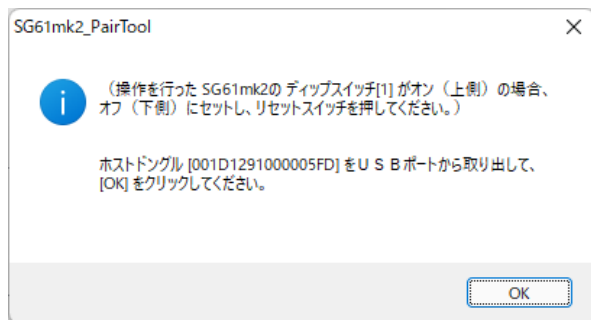 SG61mk2_PairTool
（操作を行った SG61mk2の ディップスイッチ[1] がオン（上側）の場合、
オフ（下側）にセットし、リセットスイッチを押してください。）
ホストドングル [001D1291000005FD] をＵＳＢポートから取り出して、
[OK] をクリックしてください。
OK